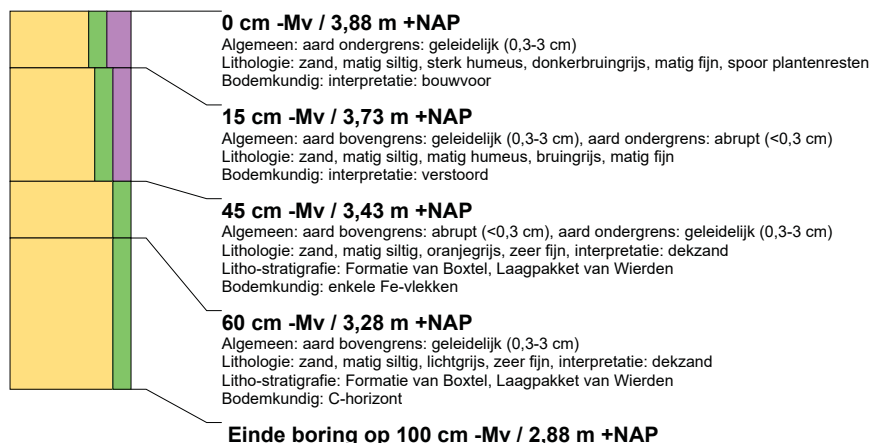 0 cm -Mv / 3,88 m +NAP
Algemeen: aard ondergrens: geleidelijk (0,3-3 cm)
Lithologie: zand, matig siltig, sterk humeus, donkerbruingrijs, matig fijn, spoor plantenresten
Bodemkundig: interpretatie: bouwvoor
15 cm -Mv / 3,73 m +NAP
Algemeen: aard bovengrens: geleidelijk (0,3-3 cm), aard ondergrens: abrupt (<0,3 cm)
Lithologie: zand, matig siltig, matig humeus, bruingrijs, matig fijn
Bodemkundig: interpretatie: verstoord
45 cm -Mv / 3,43 m +NAP
Algemeen: aard bovengrens: abrupt (<0,3 cm), aard ondergrens: geleidelijk (0,3-3 cm)
Lithologie: zand, matig siltig, oranjegrijs, zeer fijn, interpretatie: dekzand
Litho-stratigrafie: Formatie van Boxtel, Laagpakket van Wierden
Bodemkundig: enkele Fe-vlekken
60 cm -Mv / 3,28 m +NAP
Algemeen: aard bovengrens: geleidelijk (0,3-3 cm)
Lithologie: zand, matig siltig, lichtgrijs, zeer fijn, interpretatie: dekzand
Litho-stratigrafie: Formatie van Boxtel, Laagpakket van Wierden
Bodemkundig: C-horizont
Einde boring op 100 cm -Mv / 2,88 m +NAP